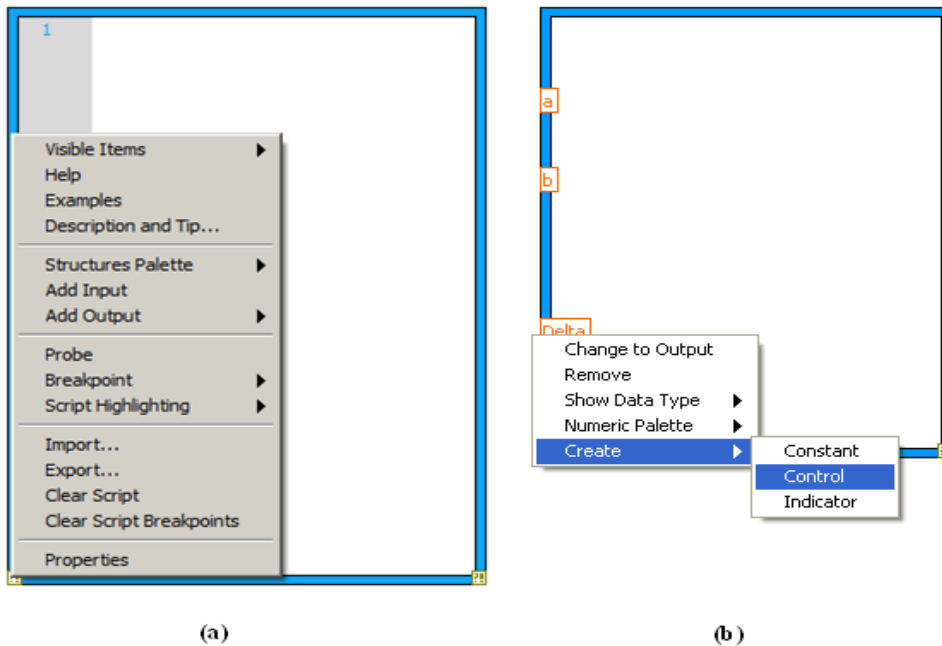 1
Visible Items
Help
Examples
Description and Tip...
Structures Palette
Add Input
Add Output
Probe
Breakpoint
Script Highlighting
Import...
Export...
Clear Script
Clear Script Breakpoints
Properties
(a)
a
b
Delta
Change to Output
Remove
Show Data Type
Numeric Palette
Create
Constant
Control
Indicator
(b)